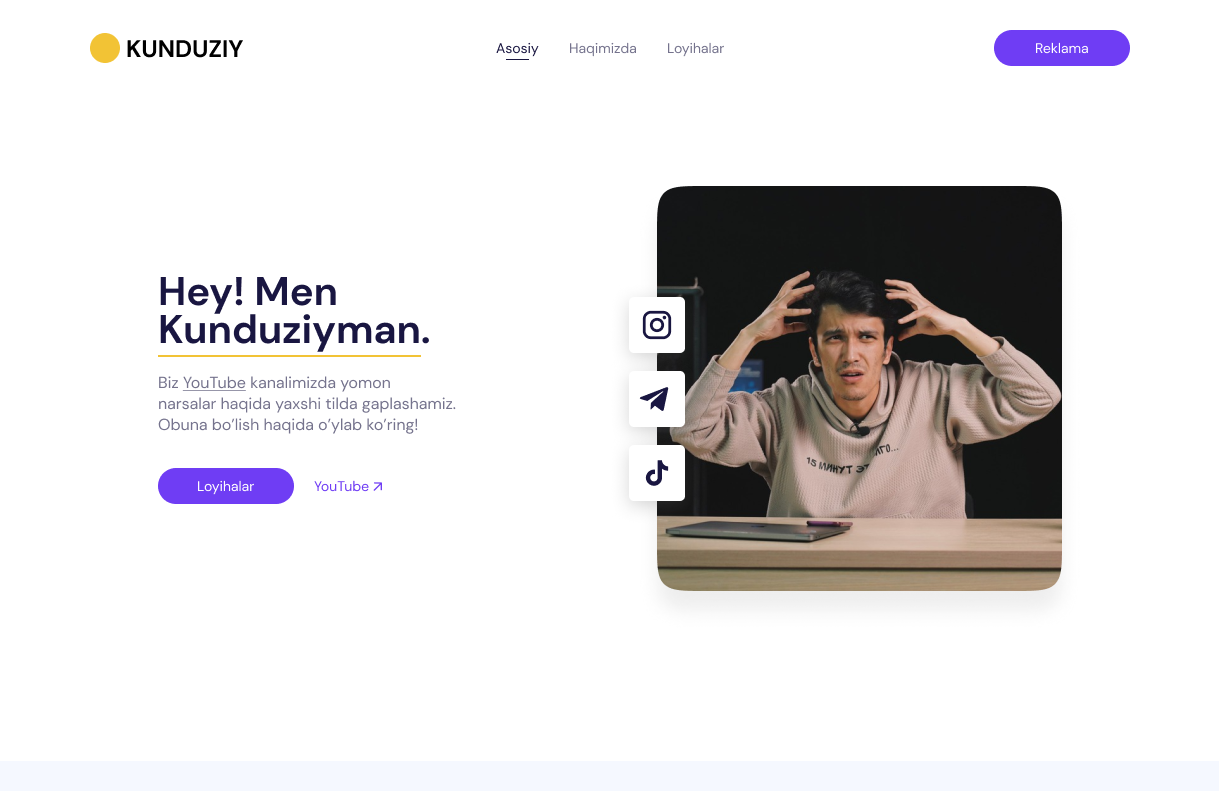 KUNDUZIY
Asosiy
Haqimizda
Loyihalar
Reklama
Hey! Men
Kunduziyman.
Biz YouTube kanalimizda yomon
narsalar haqida yaxshi tilda gaplashamiz.
Obuna bo’lish haqida o’ylab ko’ring!
Loyihalar
YouTube
15 МИНУТ